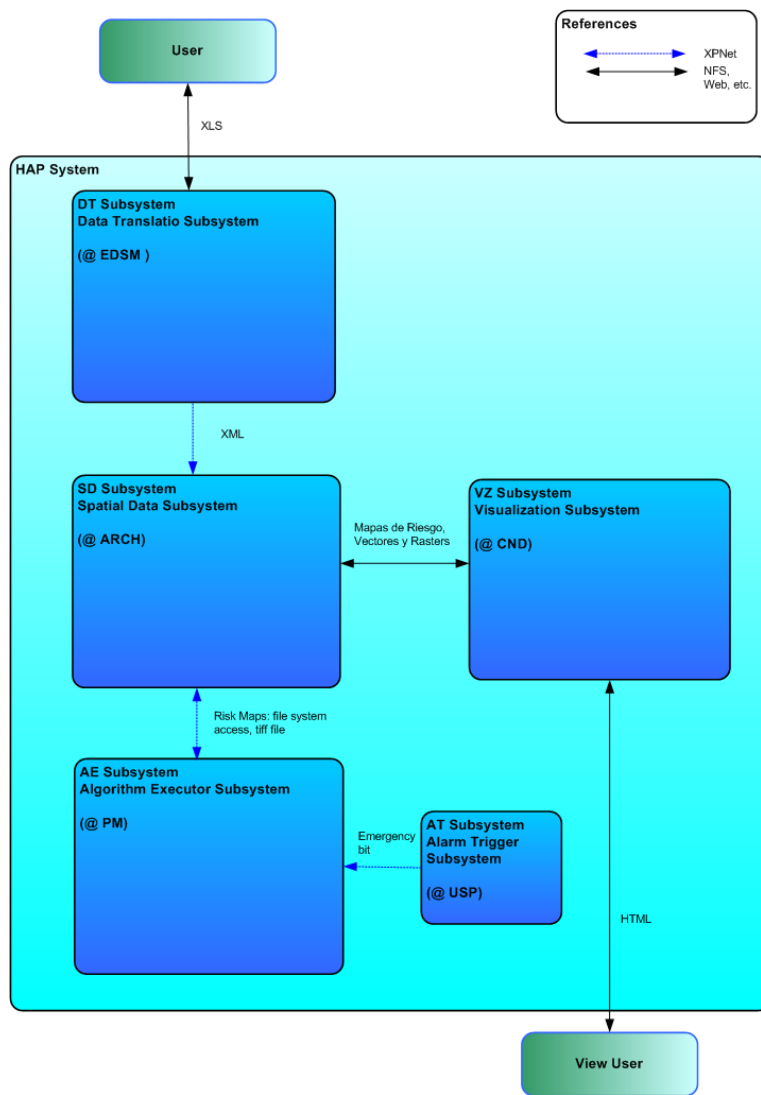 User
References
XPNet
NFS,
Web, etc.
XLS
HAP System
DT Subsystem
Data Translatio Subsystem
(@ EDSM )
XML
SD Subsystem
Spatial Data Subsystem
(@ ARCH)
Mapas de Riesgo,
Vectores y Rasters
VZ Subsystem
Visualization Subsystem
(@ CND)
Risk Maps: file system
access, tiff file
AE Subsystem
Algorithm Executor Subsystem
(@ PM)
Emergency
bit
AT Subsystem
Alarm Trigger
Subsystem
(@ USP)
HTML
View User